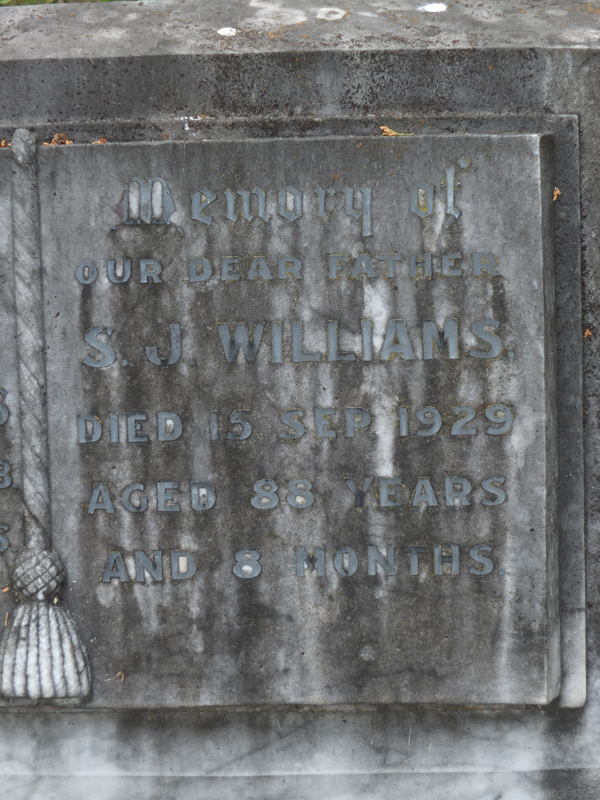 Memory of
OUR DEAR FATHER
S. J WILLIAMS.
DIED 15 SEP. 1929
AGED 88 YEARS
AND 8 MONTHS.